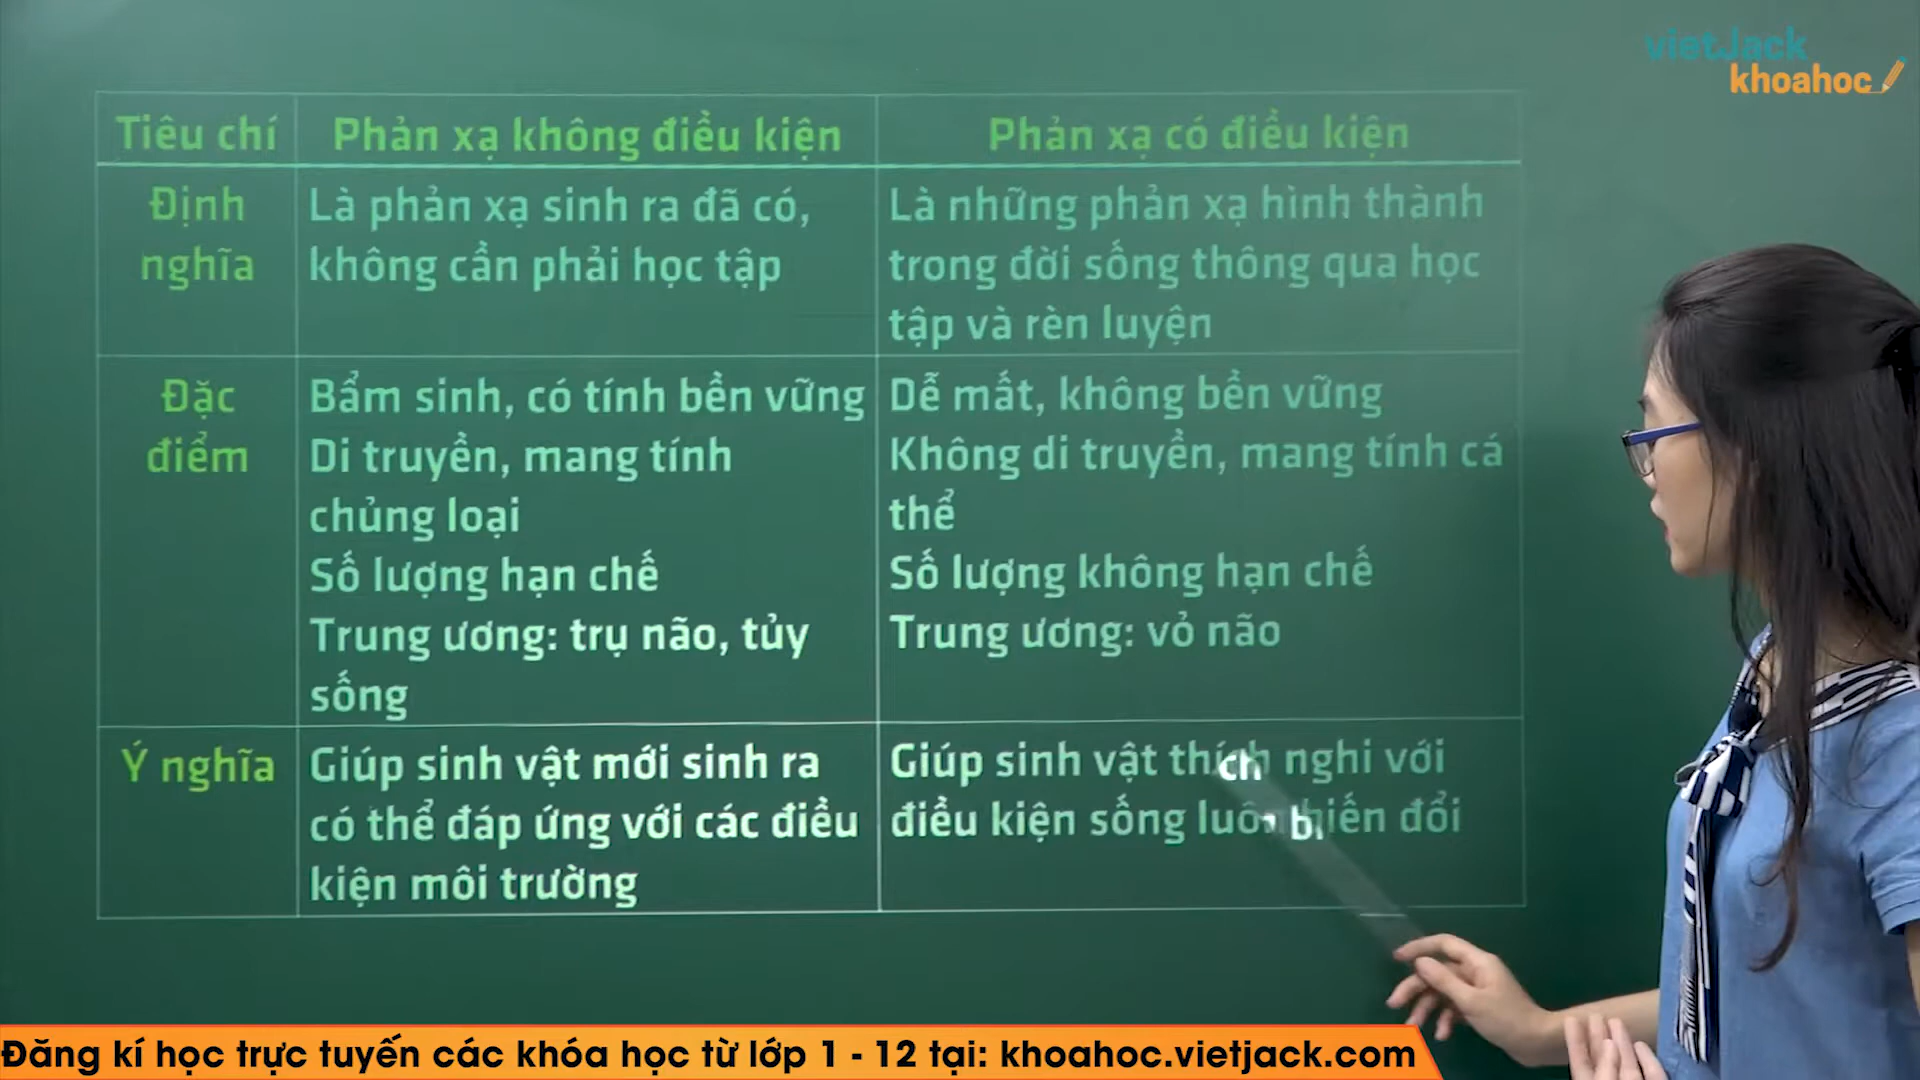 vietJack
khoahoc
Tiêu chí
Phản xạ không điều kiện
Phản xạ có điều kiện
Định
nghĩa
Là phản xạ sinh ra đã có,
không cần phải học tập
Là những phản xạ hình thành
trong đời sống thông qua học
tập và rèn luyện
Đặc
điểm
Bẩm sinh, có tính bền vững
Di truyền, mang tính
chủng loại
Số lượng hạn chế
Trung ương: trụ não, tủy
sống
Dễ mất, không bền vững
Không di truyền, mang tính cá
thể
Số lượng không hạn chế
Trung ương: vỏ não
Ý nghĩa
Giúp sinh vật mới sinh ra
có thể đáp ứng với các điều
kiện môi trường
Giúp sinh vật thích nghi với
điều kiện sống luôn biến đổi
Đăng kí học trực tuyến các khóa học từ lớp 1 - 12 tại: khoahoc.vietjack.com